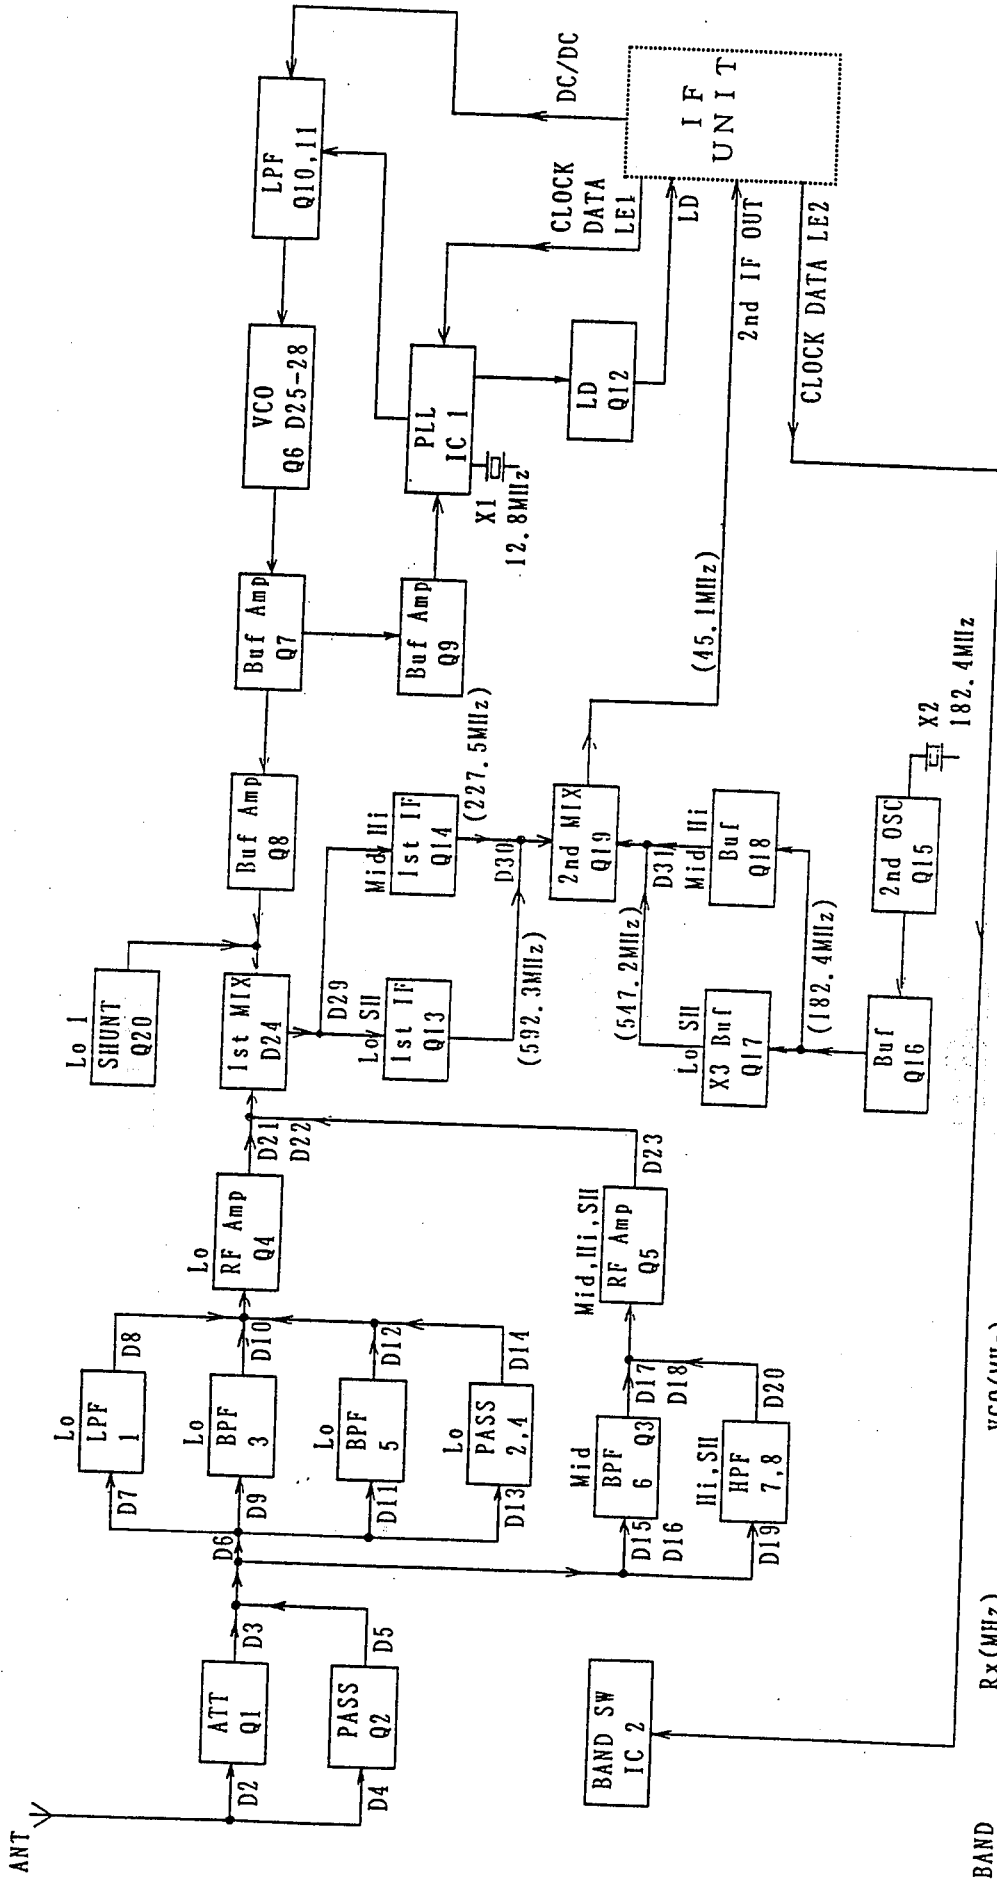 ANT
D2
D4
ATT
Q1
PASS
Q2
D3
D5
D6
D7
D9
D11
D13
Lo
LPF
1
Lo
BPF
3
Lo
BPF
5
Lo
PASS
2,4
D8
D10
D12
D14
Lo
RF Amp
Q4
D21
D22
D15
D16
D19
Mid
BPF
6 Q3
Hi,SH
HPF
7,8
D17
D18
D20
Mid,Hi,SH
RF Amp
Q5
D23
Lo 1
SHUNT
Q20
1st MIX
D24
Buf Amp
Q8
Buf Amp
Q7
VCO
Q6 D25-28
LPF
Q10,11
DC/DC
D29
Lo SH
1st IF
Q13
Mid Hi
1st IF
Q14
(592.3MHz)
(227.5MHz)
D30
Buf Amp
Q9
PLL
IC 1
X1
12.8MHz
LD
Q12
CLOCK
DATA
LE1
LD
2nd IF OUT
IF
UNIT
CLOCK DATA LE2
2nd MIX
Q19
(45.1MHz)
(547.2MHz)
D31
Lo SH
X3 Buf
Q17
Mid Hi
Buf
Q18
(182.4MHz)
Buf
Q16
2nd OSC
Q15
X2
182.4MHz
BAND SW
IC 2
BAND
Rx(MHz)
VCO(MHz)